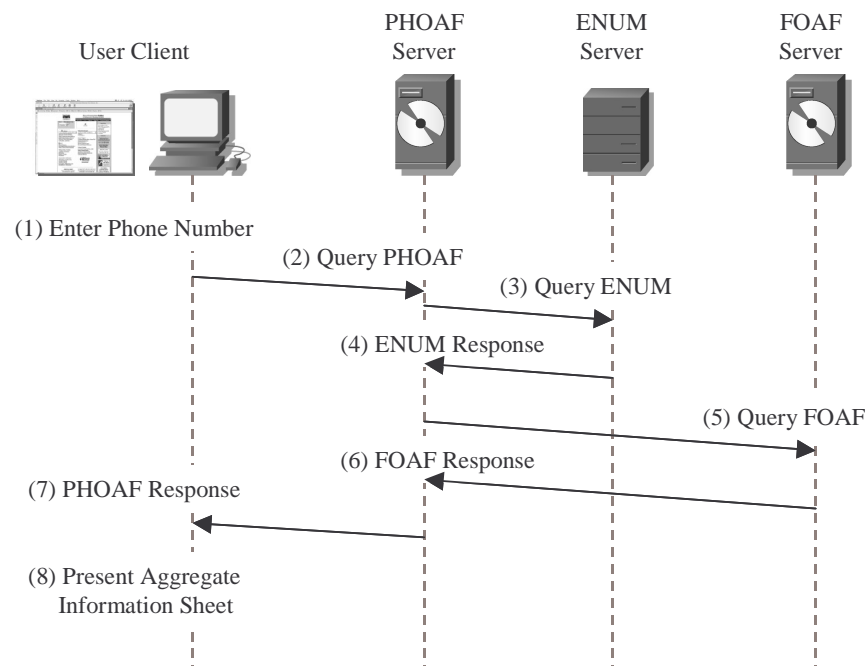 PHOAF
Server
ENUM
Server
FOAF
Server
User Client
(1) Enter Phone Number
(2) Query PHOAF
(3) Query ENUM
(4) ENUM Response
(5) Query FOAF
(6) FOAF Response
(7) PHOAF Response
(8) Present Aggregate
Information Sheet